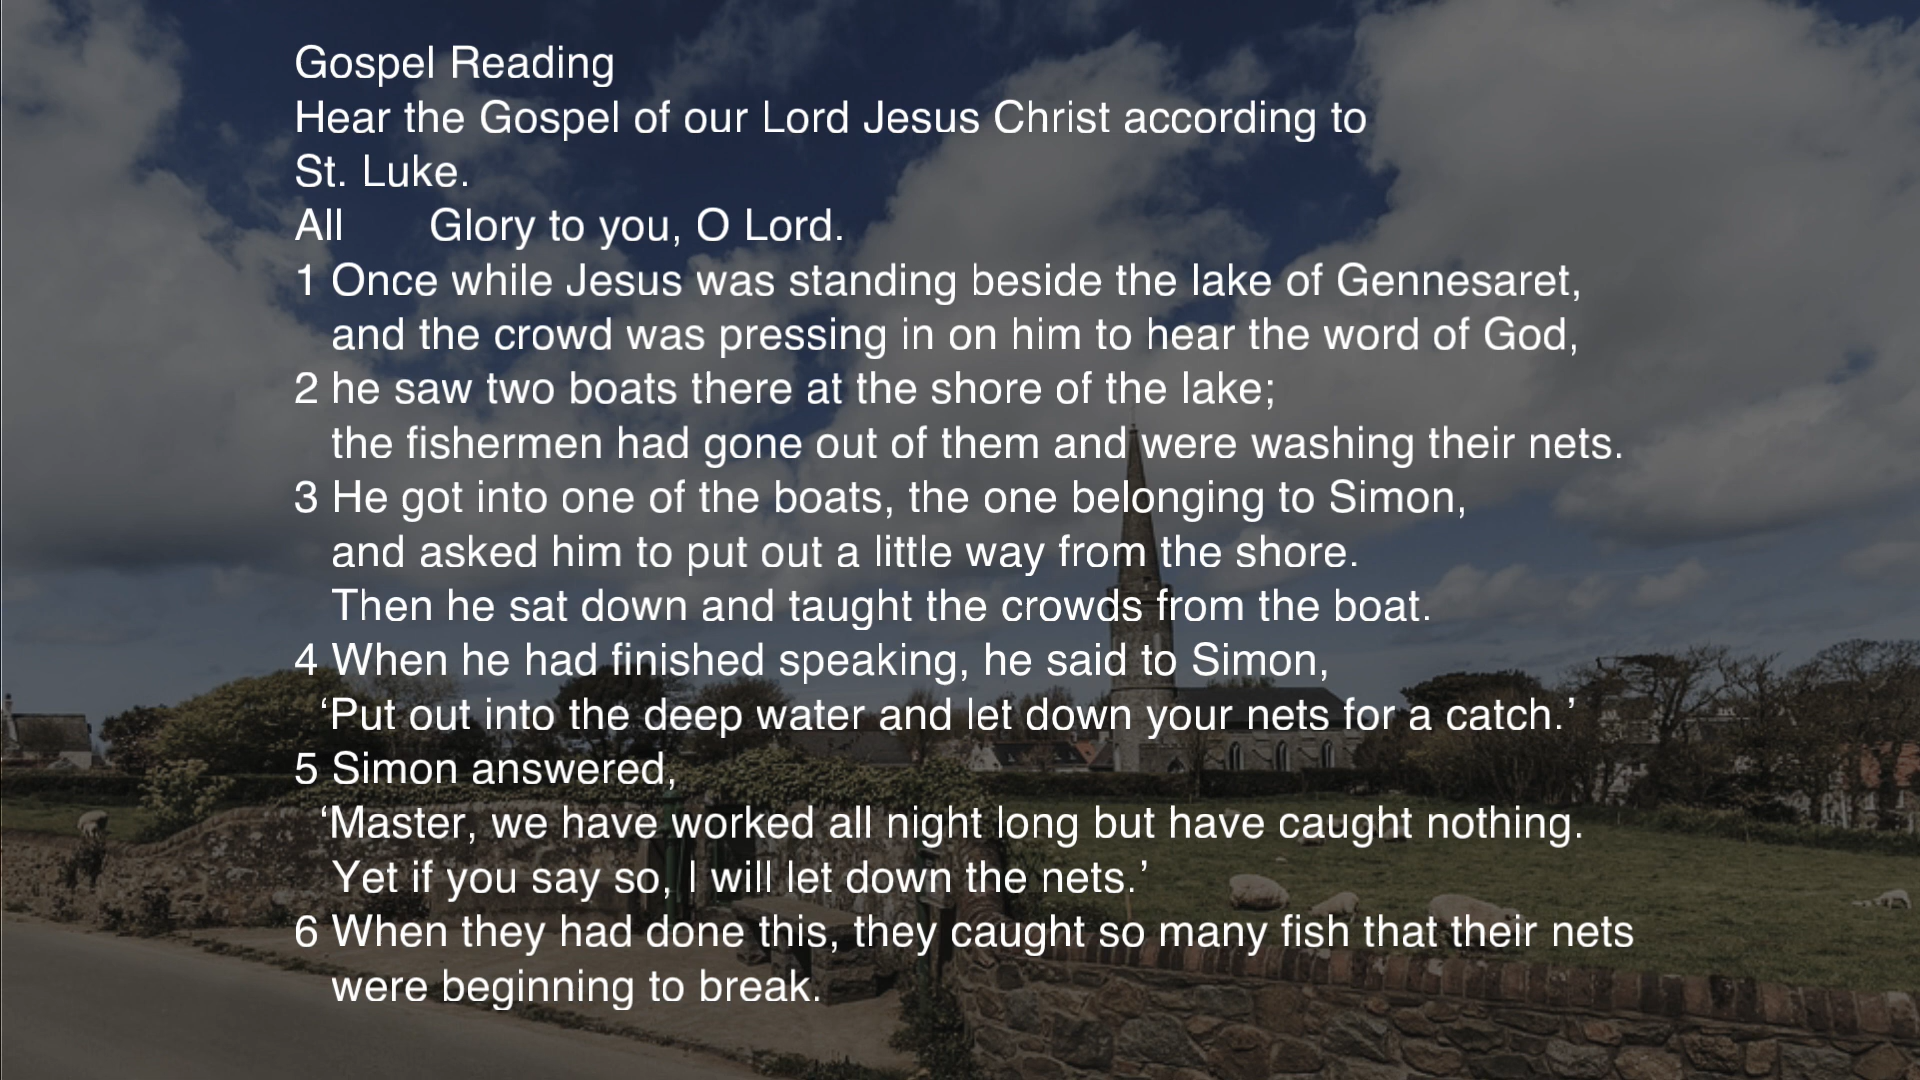 Gospel Reading
Hear the Gospel of our Lord Jesus Christ according to
St. Luke.
All Glory to you, O Lord.
1 Once while Jesus was standing beside the lake of Gennesaret,
and the crowd was pressing in on him to hear the word of God,
2 he saw two boats there at the shore of the lake;
the fishermen had gone out of them and were washing their nets.
3 He got into one of the boats, the one belonging to Simon,
and asked him to put out a little way from the shore.
Then he sat down and taught the crowds from the boat.
4 When he had finished speaking, he said to Simon,
‘Put out into the deep water and let down your nets for a catch.’
5 Simon answered,
‘Master, we have worked all night long but have caught nothing.
Yet if you say so, I will let down the nets.’
6 When they had done this, they caught so many fish that their nets
were beginning to break.